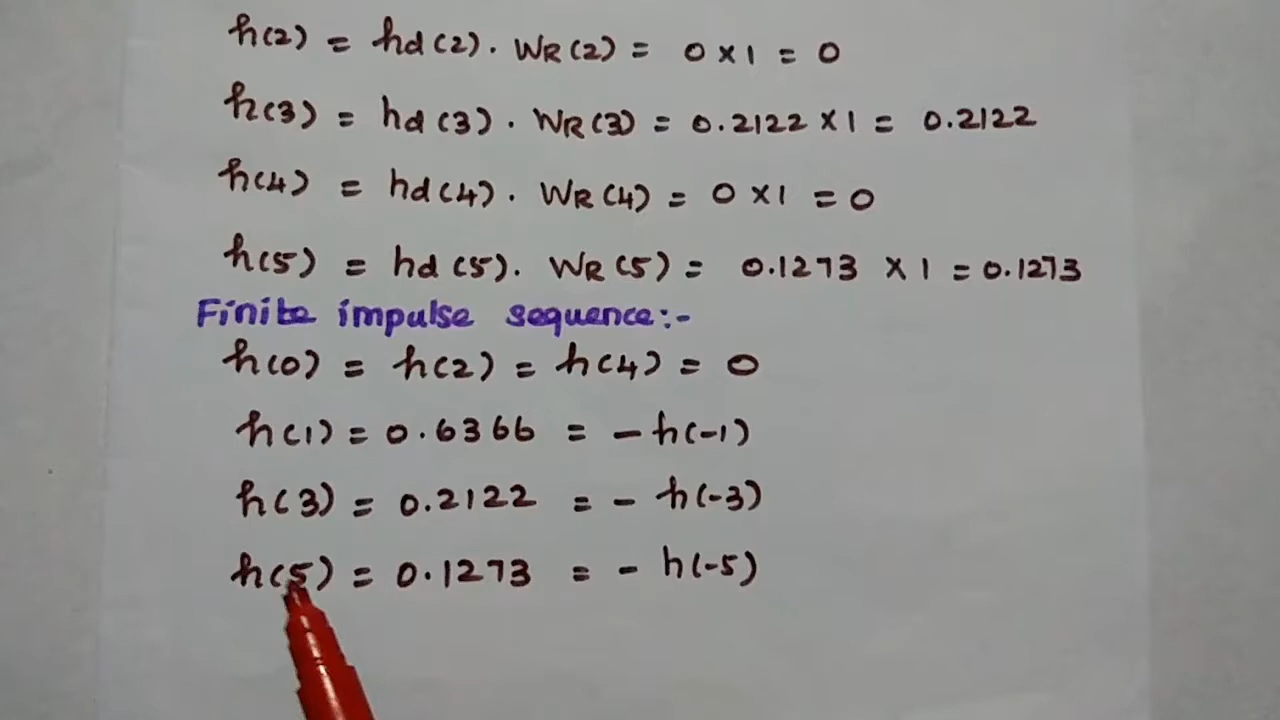 h(2) = hd(2). WR(2) = 0 × 1 = 0
h(3) = hd(3). WR(3) = 0.2122 × 1 = 0.2122
h(4) = hd(4). WR(4) = 0 × 1 = 0
h(5) = hd(5). WR(5) = 0.1273 × 1 = 0.1273
Finite impulse sequence:-
h(0) = h(2) = h(4) = 0
h(1) = 0.6366 = -h(-1)
h(3) = 0.2122 = - h(-3)
h(5) = 0.1273 = - h(-5)